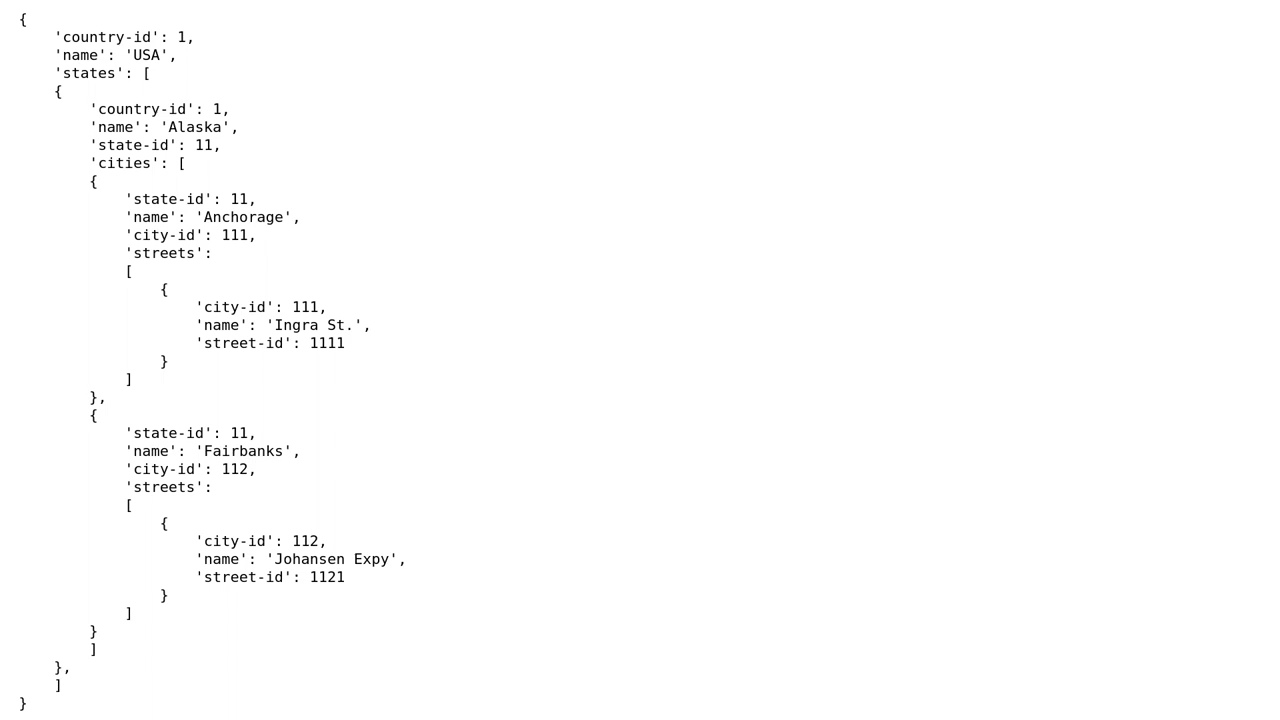 {
    'country-id': 1,
    'name': 'USA',
    'states': [
    {
        'country-id': 1,
        'name': 'Alaska',
        'state-id': 11,
        'cities': [
        {
            'state-id': 11,
            'name': 'Anchorage',
            'city-id': 111,
            'streets':
            [
                {
                    'city-id': 111,
                    'name': 'Ingra St.',
                    'street-id': 1111
                }
            ]
        },
        {
            'state-id': 11,
            'name': 'Fairbanks',
            'city-id': 112,
            'streets':
            [
                {
                    'city-id': 112,
                    'name': 'Johansen Expy',
                    'street-id': 1121
                }
            ]
        }
        ]
    },
    ]
}